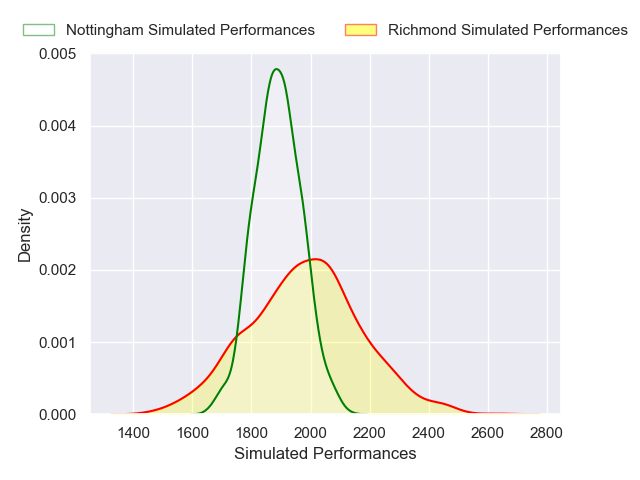 Nottingham Simulated Performances Richmond Simulated Performances
0.005
0.004
0.003
0.002
0.001
0.000
Density
1400 1600 1800 2000 2200 2400 2600 2800
Simulated Performances